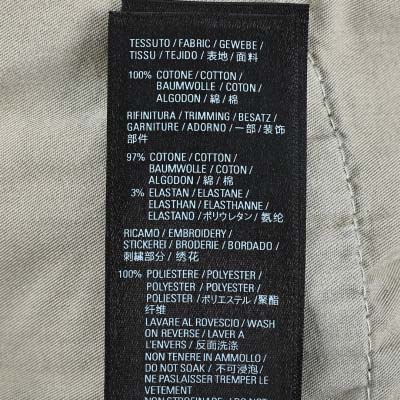 TESSUTO / FABRIC / GEWEBE /
TISSU / TEJIDO / 表地 / 面料
100% COTONE / COTTON /
BAUMWOLLE / COTON /
ALGODON / 綿 / 棉
RIFINITURA / TRIMMING / BESATZ /
GARNITURE / ADORNO / 一部 / 装饰
部件
97% COTONE / COTTON /
BAUMWOLLE / COTON /
ALGODON / 綿 / 棉
3% ELASTAN / ELASTANE /
ELASTHAN / ELASTHANNE /
ELASTANO / ポリウレタン / 氨纶
RICAMO / EMBROIDERY /
STICKEREI / BRODERIE / BORDADO /
刺繍部分 / 绣花
100% POLIESTERE / POLYESTER /
POLYESTER / POLYESTER /
POLIESTER / ポリエステル / 聚酯
纤维
LAVARE AL ROVESCIO / WASH
ON REVERSE / LAVER A
L'ENVERS / 反面洗涤
NON TENERE IN AMMOLLO /
DO NOT SOAK / 不可浸泡 /
NE PASLAISSER TREMPER LE
VETEMENT